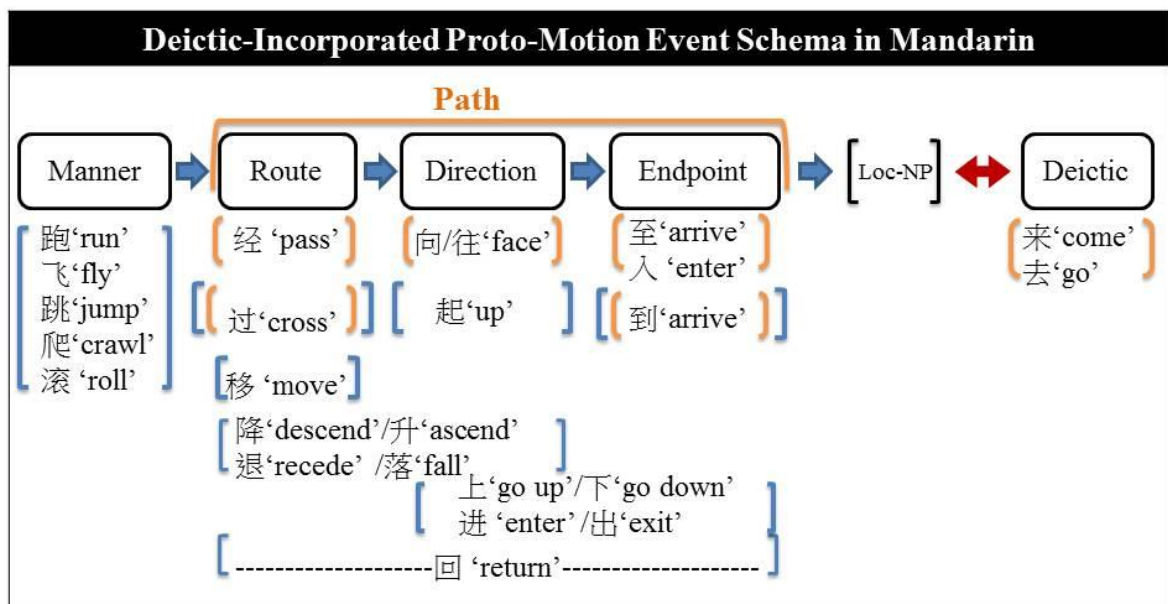 Deictic-Incorporated Proto-Motion Event Schema in Mandarin
Path
Manner Route Direction Endpoint [Loc-NP] Deictic
跑‘run’
飞‘fly’
跳‘jump’
爬‘crawl’
滚 ‘roll’
经 ‘pass’
过‘cross’
移 ‘move’
向/往‘face’
起‘up’
至‘arrive’
入 ‘enter’
到‘arrive’
来‘come’
去‘go’
降‘descend’/升‘ascend’
退‘recede’ /落‘fall’
上‘go up’/下‘go down’
进 ‘enter’ /出‘exit’
-------------------回 ‘return’-------------------